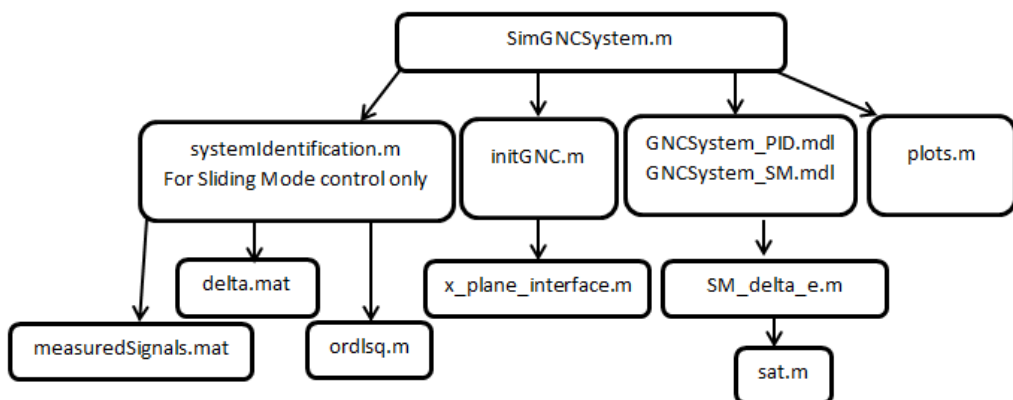 SimGNCSystem.m
systemIdentification.m
For Sliding Mode control only
initGNC.m
GNCSystem_PID.mdl
GNCSystem_SM.mdl
plots.m
delta.mat
x_plane_interface.m
SM_delta_e.m
measuredSignals.mat
ordlsq.m
sat.m